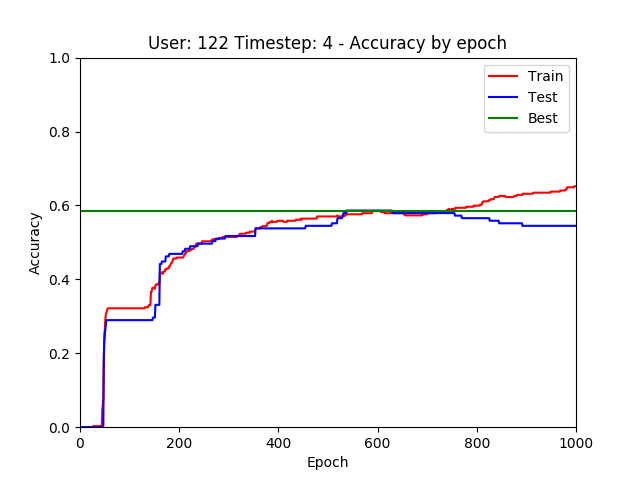 User: 122 Timestep: 4 - Accuracy by epoch
1.0
0.8
0.6
0.4
0.2
0.0
Accuracy
Train
Test
Best
0 200 400 600 800 1000
Epoch